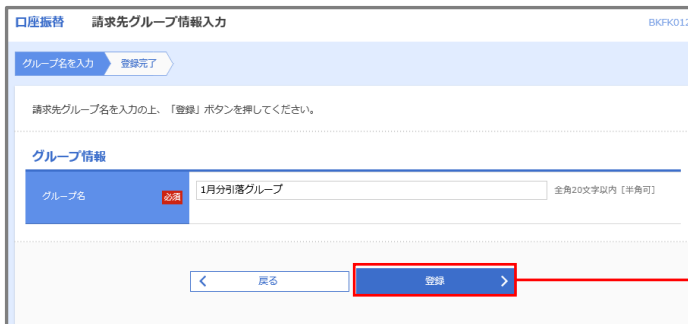 口座振替 請求先グループ情報入力 BKFK012
グループ名を入力 登録完了
請求先グループ名を入力の上、「登録」ボタンを押してください。
グループ情報
グループ名 必須 1月分引落グループ 全角20文字以内 [半角可]
戻る 登録